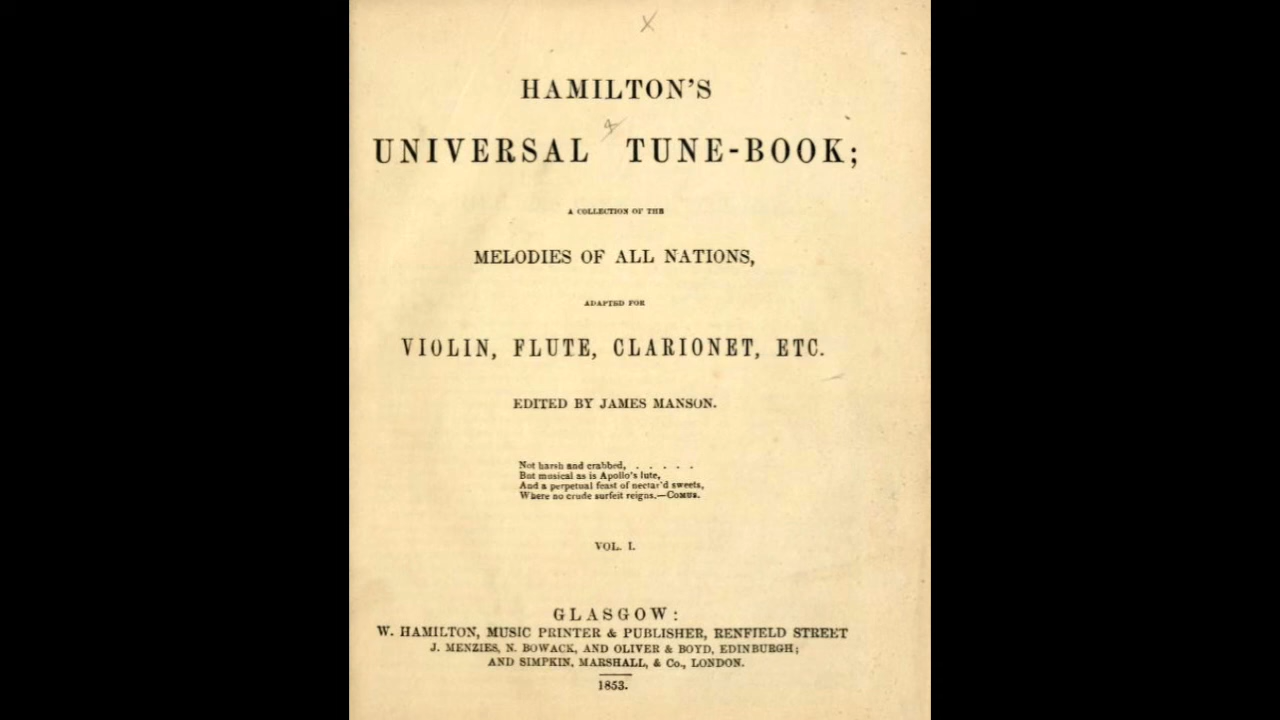 HAMILTON'S
UNIVERSAL TUNE-BOOK;
A COLLECTION OF THE
MELODIES OF ALL NATIONS,
ADAPTED FOR
VIOLIN, FLUTE, CLARIONET, ETC.
EDITED BY JAMES MANSON.
Not harsh and crabbed, . . . . .
But musical as is Apollo's lute,
And a perpetual feast of nectar'd sweets,
Where no crude surfeit reigns.—COMUS.
VOL. I.
GLASGOW:
W. HAMILTON, MUSIC PRINTER & PUBLISHER, RENFIELD STREET
J. MENZIES, N. BOWACK, AND OLIVER & BOYD, EDINBURGH;
AND SIMPKIN, MARSHALL, & Co., LONDON.
1853.